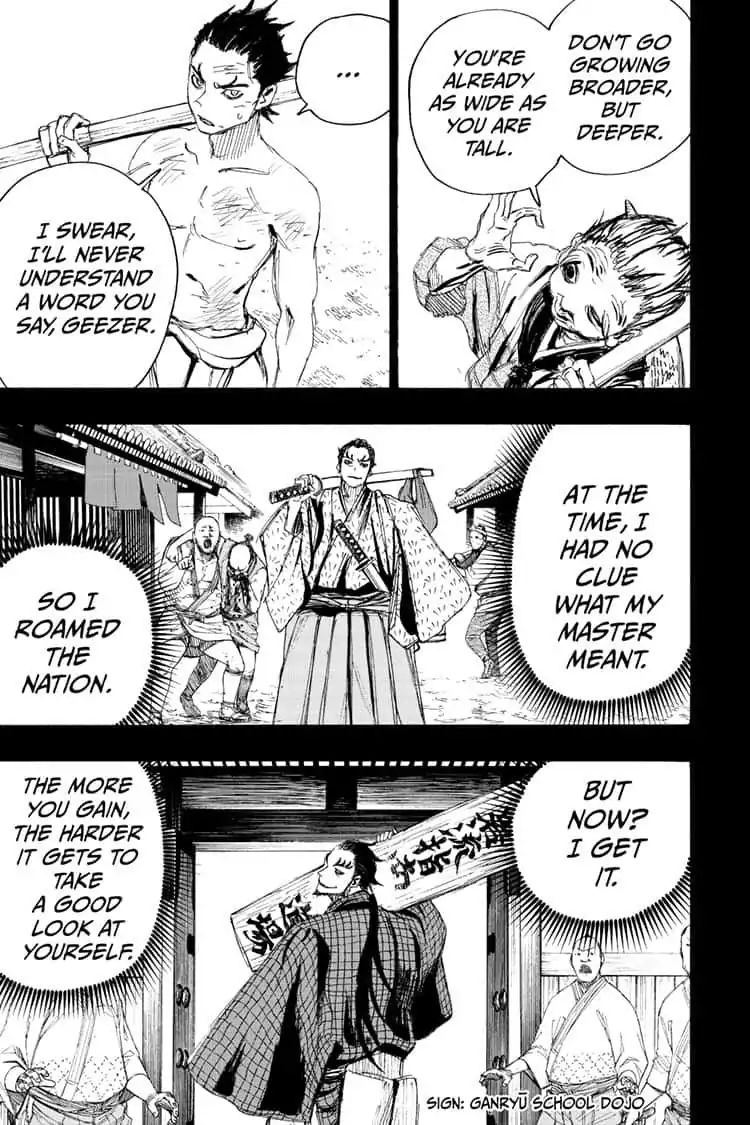 DON'T GO
GROWING
BROADER,
BUT
DEEPER.
YOU'RE
ALREADY
AS WIDE AS
YOU ARE
TALL.
...
I SWEAR,
I'LL NEVER
UNDERSTAND
A WORD YOU
SAY, GEEZER.
AT THE
TIME, I
HAD NO
CLUE
WHAT MY
MASTER
MEANT.
SO I
ROAMED
THE
NATION.
BUT
NOW?
I GET
IT.
THE MORE
YOU GAIN,
THE HARDER
IT GETS TO
TAKE
A GOOD
LOOK AT
YOURSELF.
道場
SIGN: GANRYŪ SCHOOL DOJO